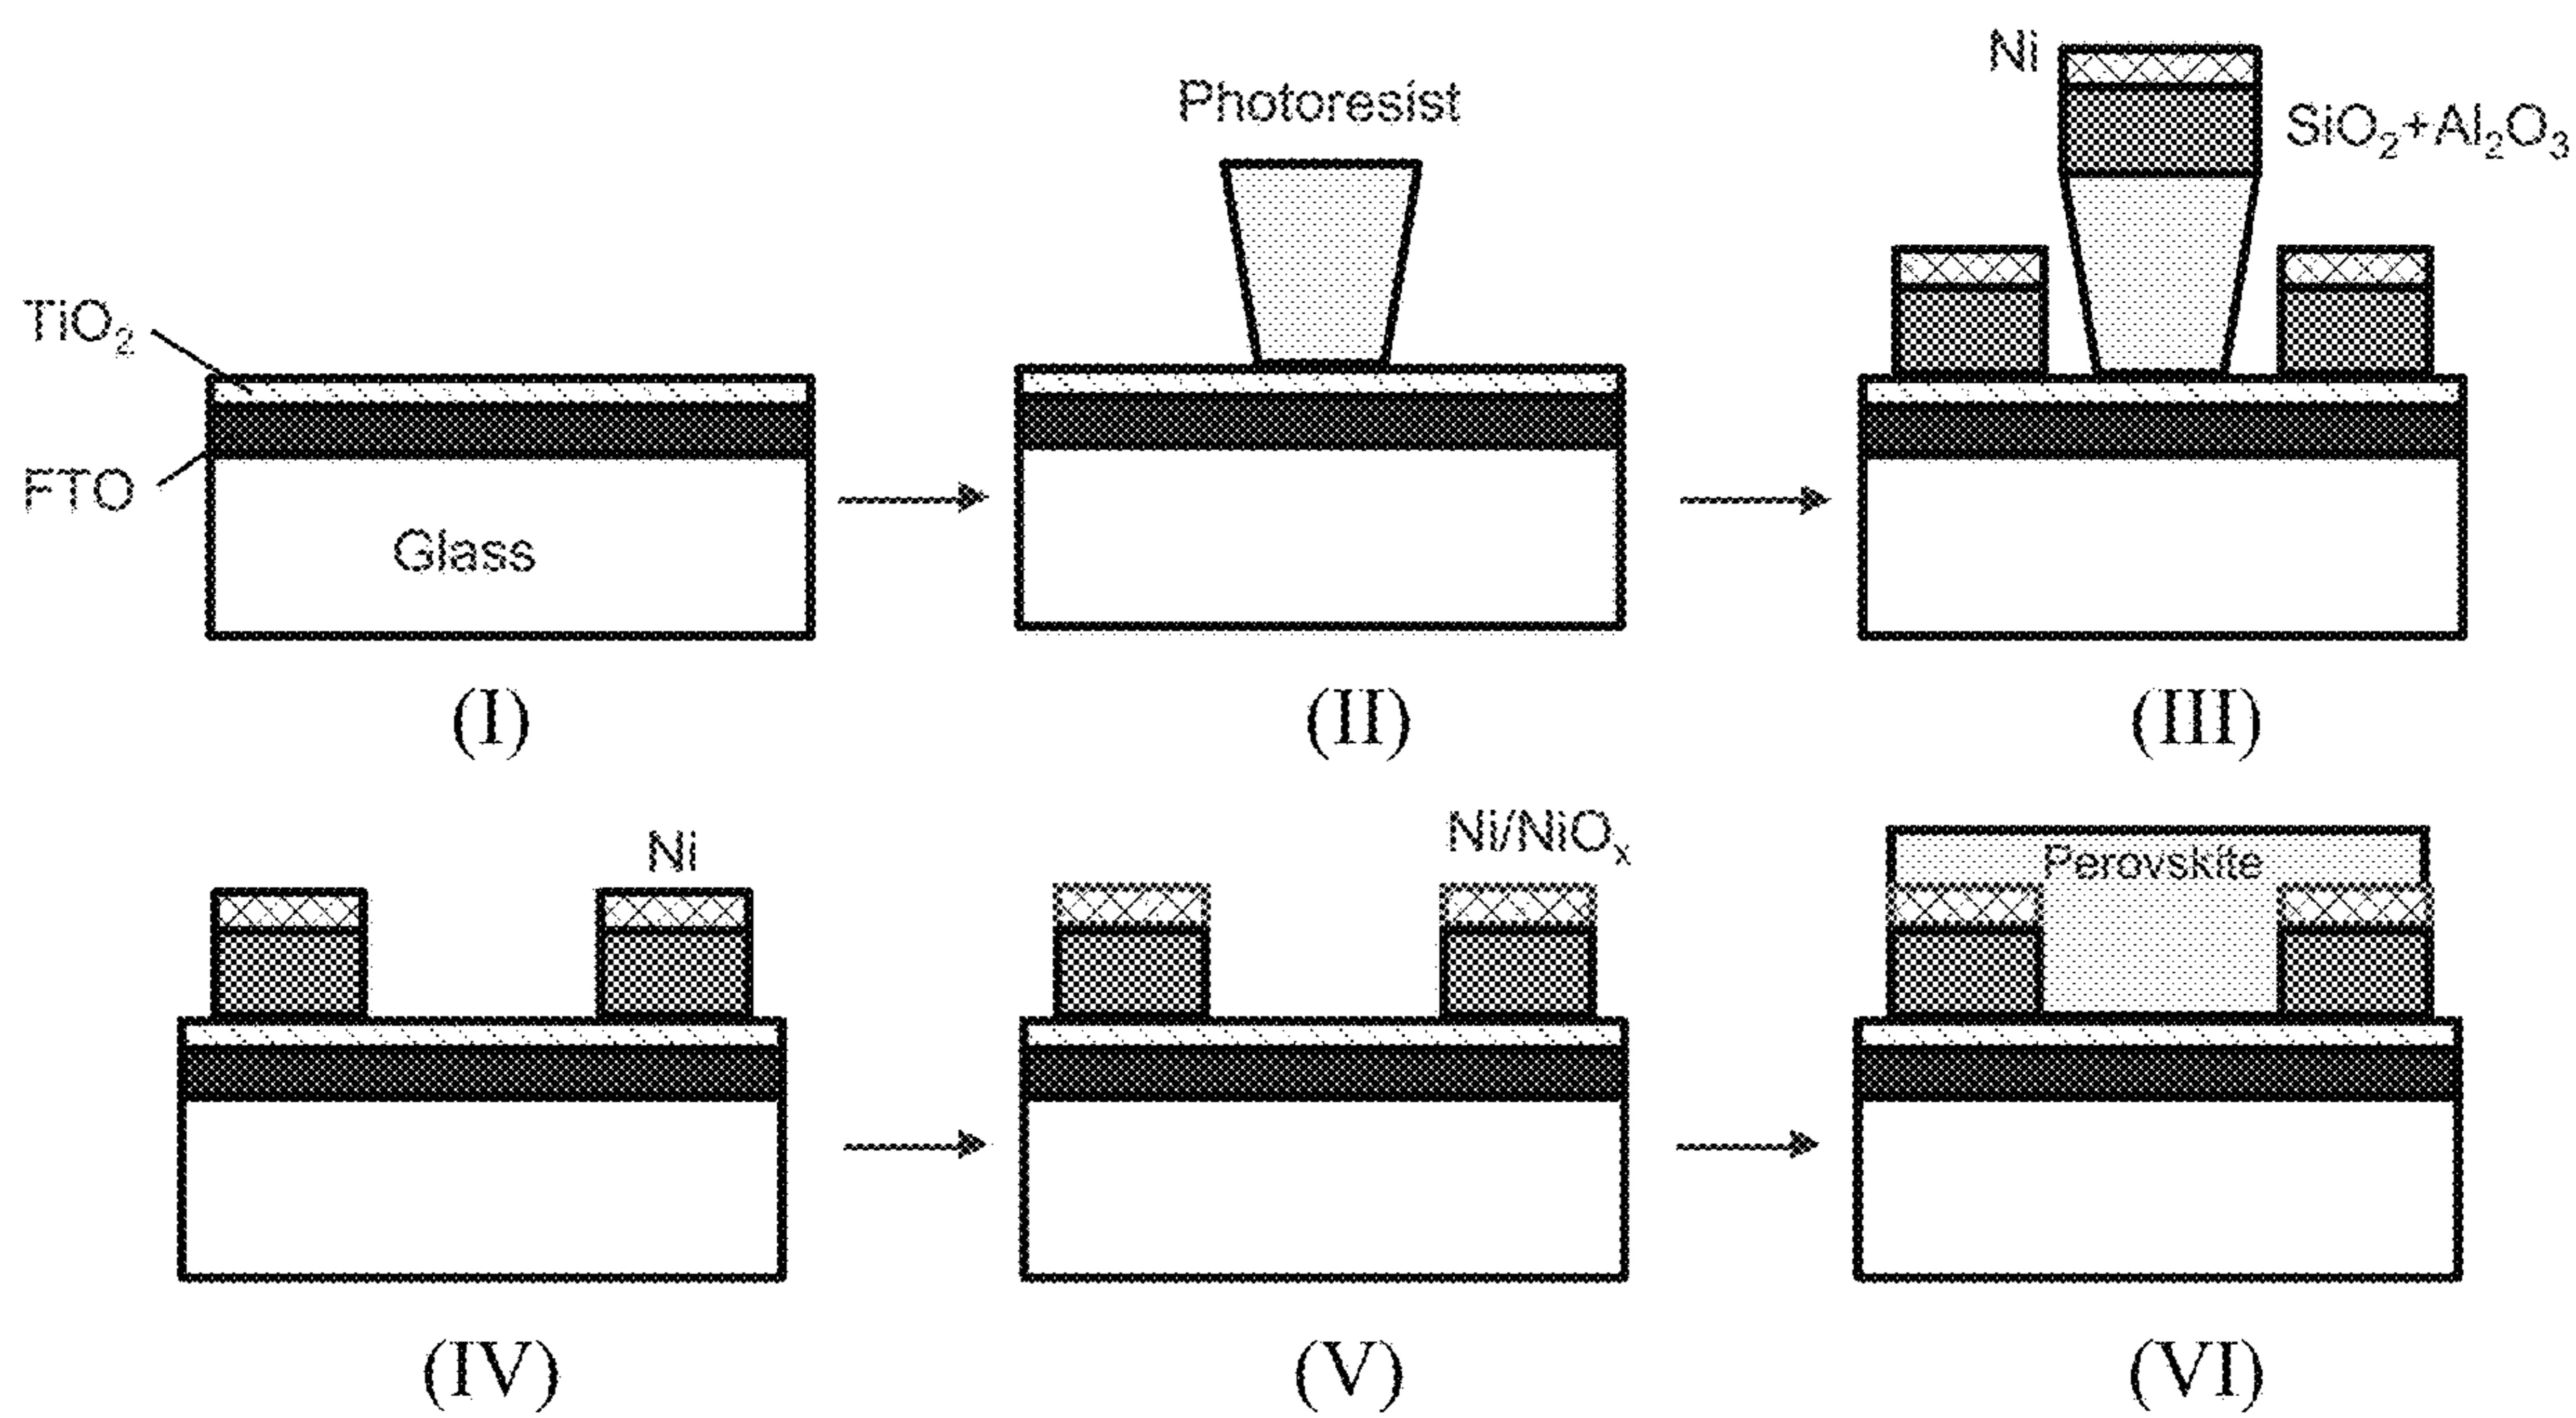 Ni
Photoresist
SiO₂+Al₂O₃
TiO₂
FTO
Glass
(I)
(II)
(III)
Ni
Ni/NiOₓ
Perovskite
(IV)
(V)
(VI)